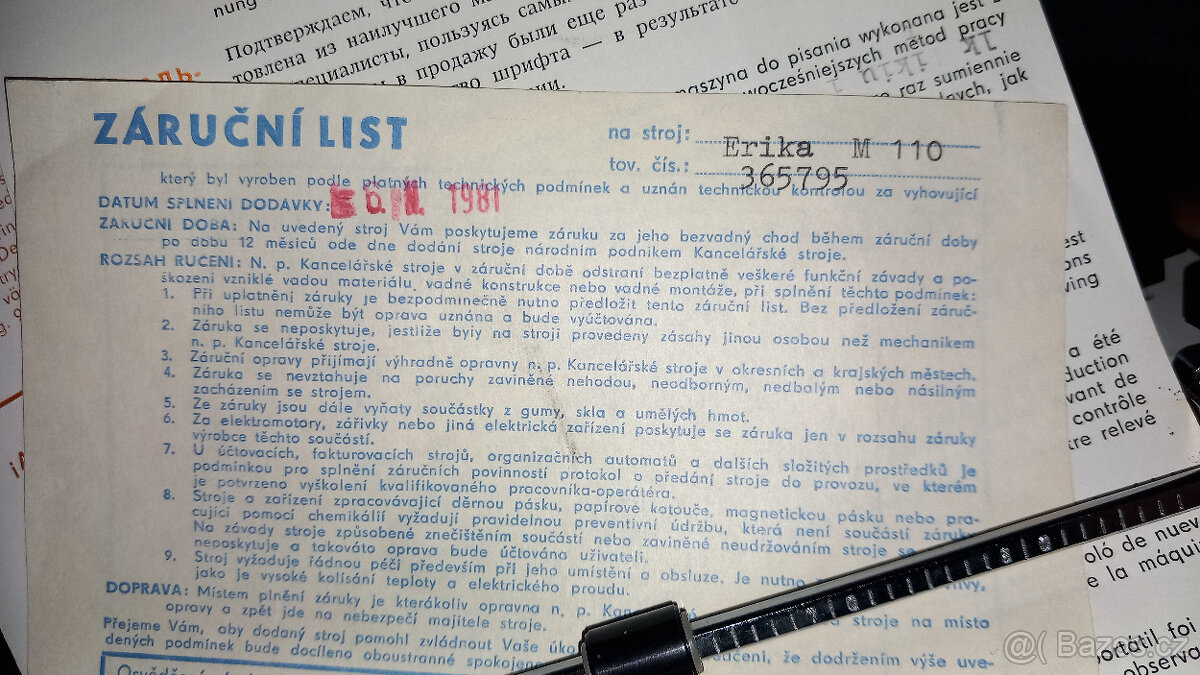 nung
Подтверждаем,
товлена из наилучшего
специалисты, пользуясь
в продажу были еще раз
шрифта — в результате
maszyna do pisania wykonana jest z
raz sumiennie
ZÁRUČNÍ LIST
na stroj: Erika M 110
tov. čís.: 365795
který byl vyroben podle platných technických podmínek a uznán technickou kontrolou za vyhovující
DATUM SPLNĚNÍ DODÁVKY: 1981
ZÁRUČNÍ DOBA: Na uvedený stroj Vám poskytujeme záruku za jeho bezvadný chod během záruční doby
po dobu 12 měsíců ode dne dodání stroje národním podnikem Kancelářské stroje.
ROZSAH RUČENÍ: N. p. Kancelářské stroje v záruční době odstraní bezplatně veškeré funkční závady a po-
škození vzniklé vadou materiálu, vadné konstrukce nebo vadné montáže, při splnění těchto podmínek:
1. Při uplatnění záruky je bezpodmínečně nutno předložit tento záruční list. Bez předložení záruč-
ního listu nemůže být oprava uznána a bude vyúčtována.
2. Záruka se neposkytuje, jestliže byly na stroji provedeny zásahy jinou osobou než mechanikem
n. p. Kancelářské stroje.
3. Záruční opravy přijímají výhradně opravny n. p. Kancelářské stroje v okresních a krajských městech.
4. Záruka se nevztahuje na poruchy zaviněné nehodou, neodborným, nedbalým nebo násilným
zacházením se strojem.
5. Ze záruky jsou dále vyňaty součástky z gumy, skla a umělých hmot.
6. Za elektromotory, zářivky nebo jiná elektrická zařízení poskytuje se záruka jen v rozsahu záruky
výrobce těchto součástí.
7. U účtovacích, fakturovacích strojů, organizačních automatů a dalších složitých prostředků je
podmínkou pro splnění záručních povinností protokol o předání stroje do provozu, ve kterém
je potvrzeno vyškolení kvalifikovaného pracovníka-operátéra.
8. Stroje a zařízení zpracovávající děrnou pásku, papírové kotouče, magnetickou pásku nebo pra-
cující pomocí chemikálií vyžadují pravidelnou preventivní údržbu, která není součástí záruky
Na závady stroje způsobené znečištěním součástí nebo zaviněné neudržováním stroje se
neposkytuje a takováto oprava bude účtována uživateli.
9. Stroj vyžaduje řádnou péči především při jeho umístění a obsluze. Je nutno
jako je vysoké kolísání teploty a elektrického proudu.
DOPRAVA: Místem plnění záruky je kterákoliv opravna n. p.
opravy a zpět jde na nebezpečí majitele stroje. stroje na místo
Přejeme Vám, aby dodaný stroj pomohl zvládnout Vaše
že dodržením výše uve-
dených podmínek bude docíleno oboustranné
a été
duction
vant de
contrôle
tre relevé
oló de nuev
e la máqui
ortátil foi
observa
Bazos.cz